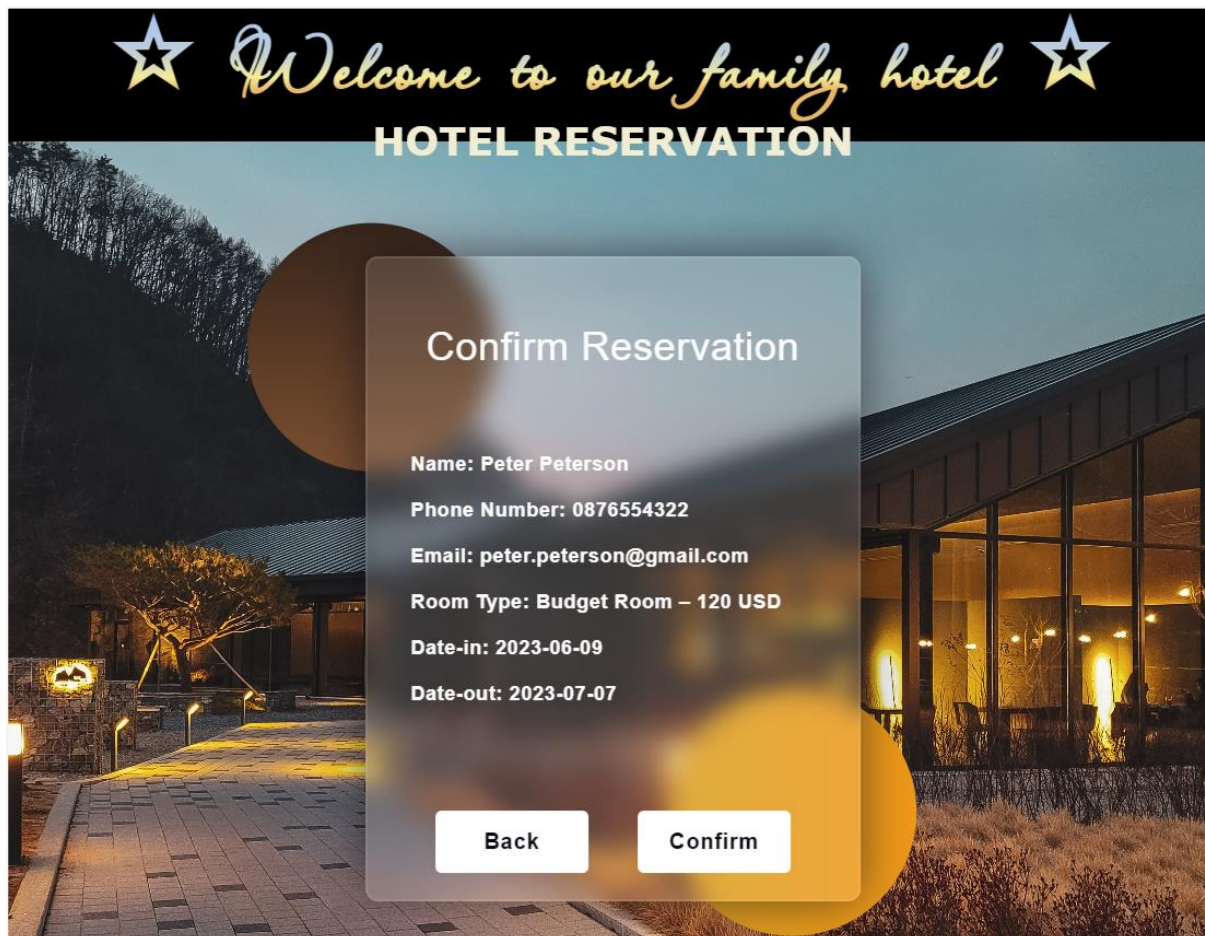 Welcome to our family hotel
HOTEL RESERVATION
Confirm Reservation
Name: Peter Peterson
Phone Number: 0876554322
Email: peter.peterson@gmail.com
Room Type: Budget Room – 120 USD
Date-in: 2023-06-09
Date-out: 2023-07-07
Back Confirm